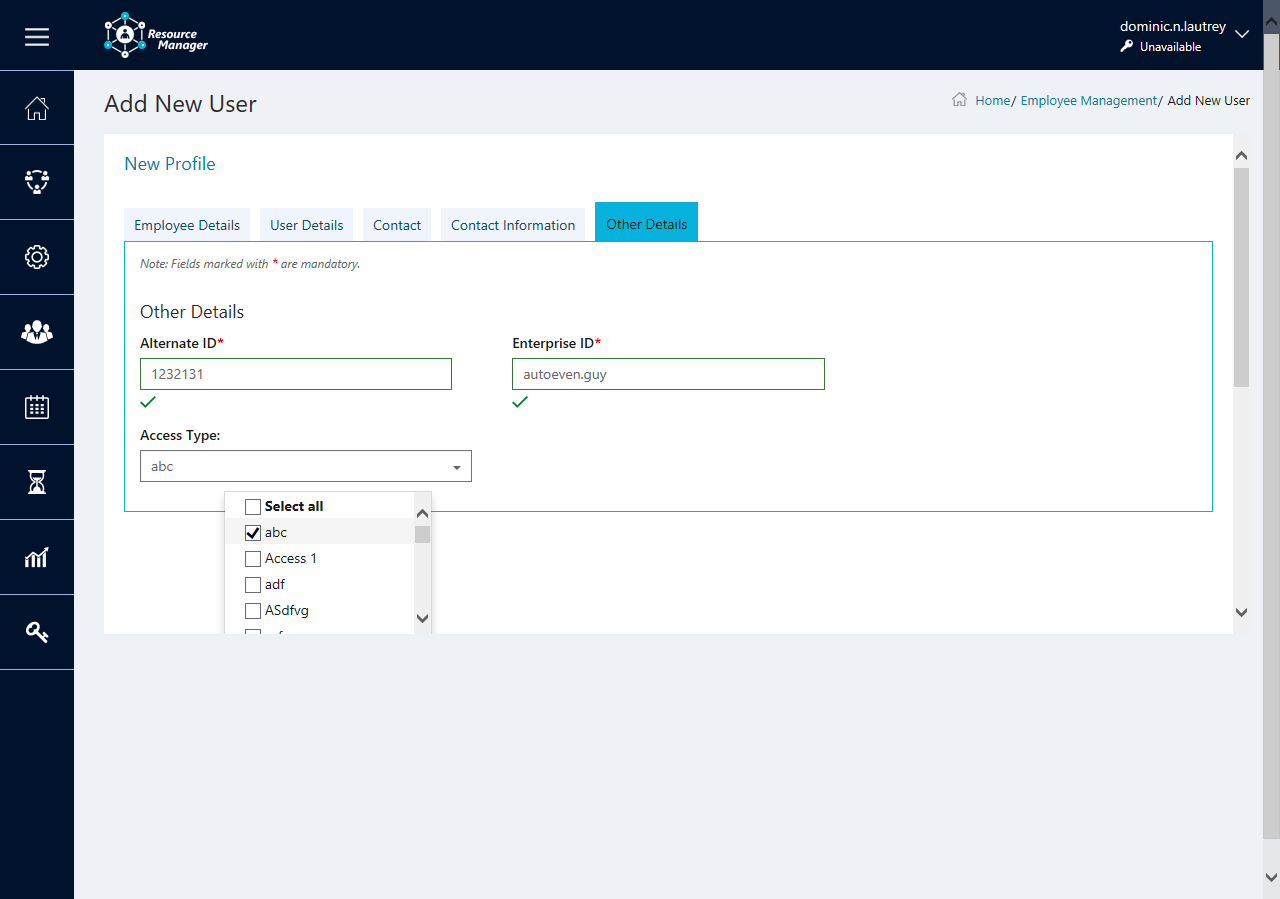 Resource
Manager
dominic.n.lautrey
Unavailable
Add New User
Home/ Employee Management/ Add New User
New Profile
Employee Details
User Details
Contact
Contact Information
Other Details
Note: Fields marked with * are mandatory.
Other Details
Alternate ID*
Enterprise ID*
1232131
autoeven.guy
Access Type:
abc
Select all
abc
Access 1
adf
ASdfvg